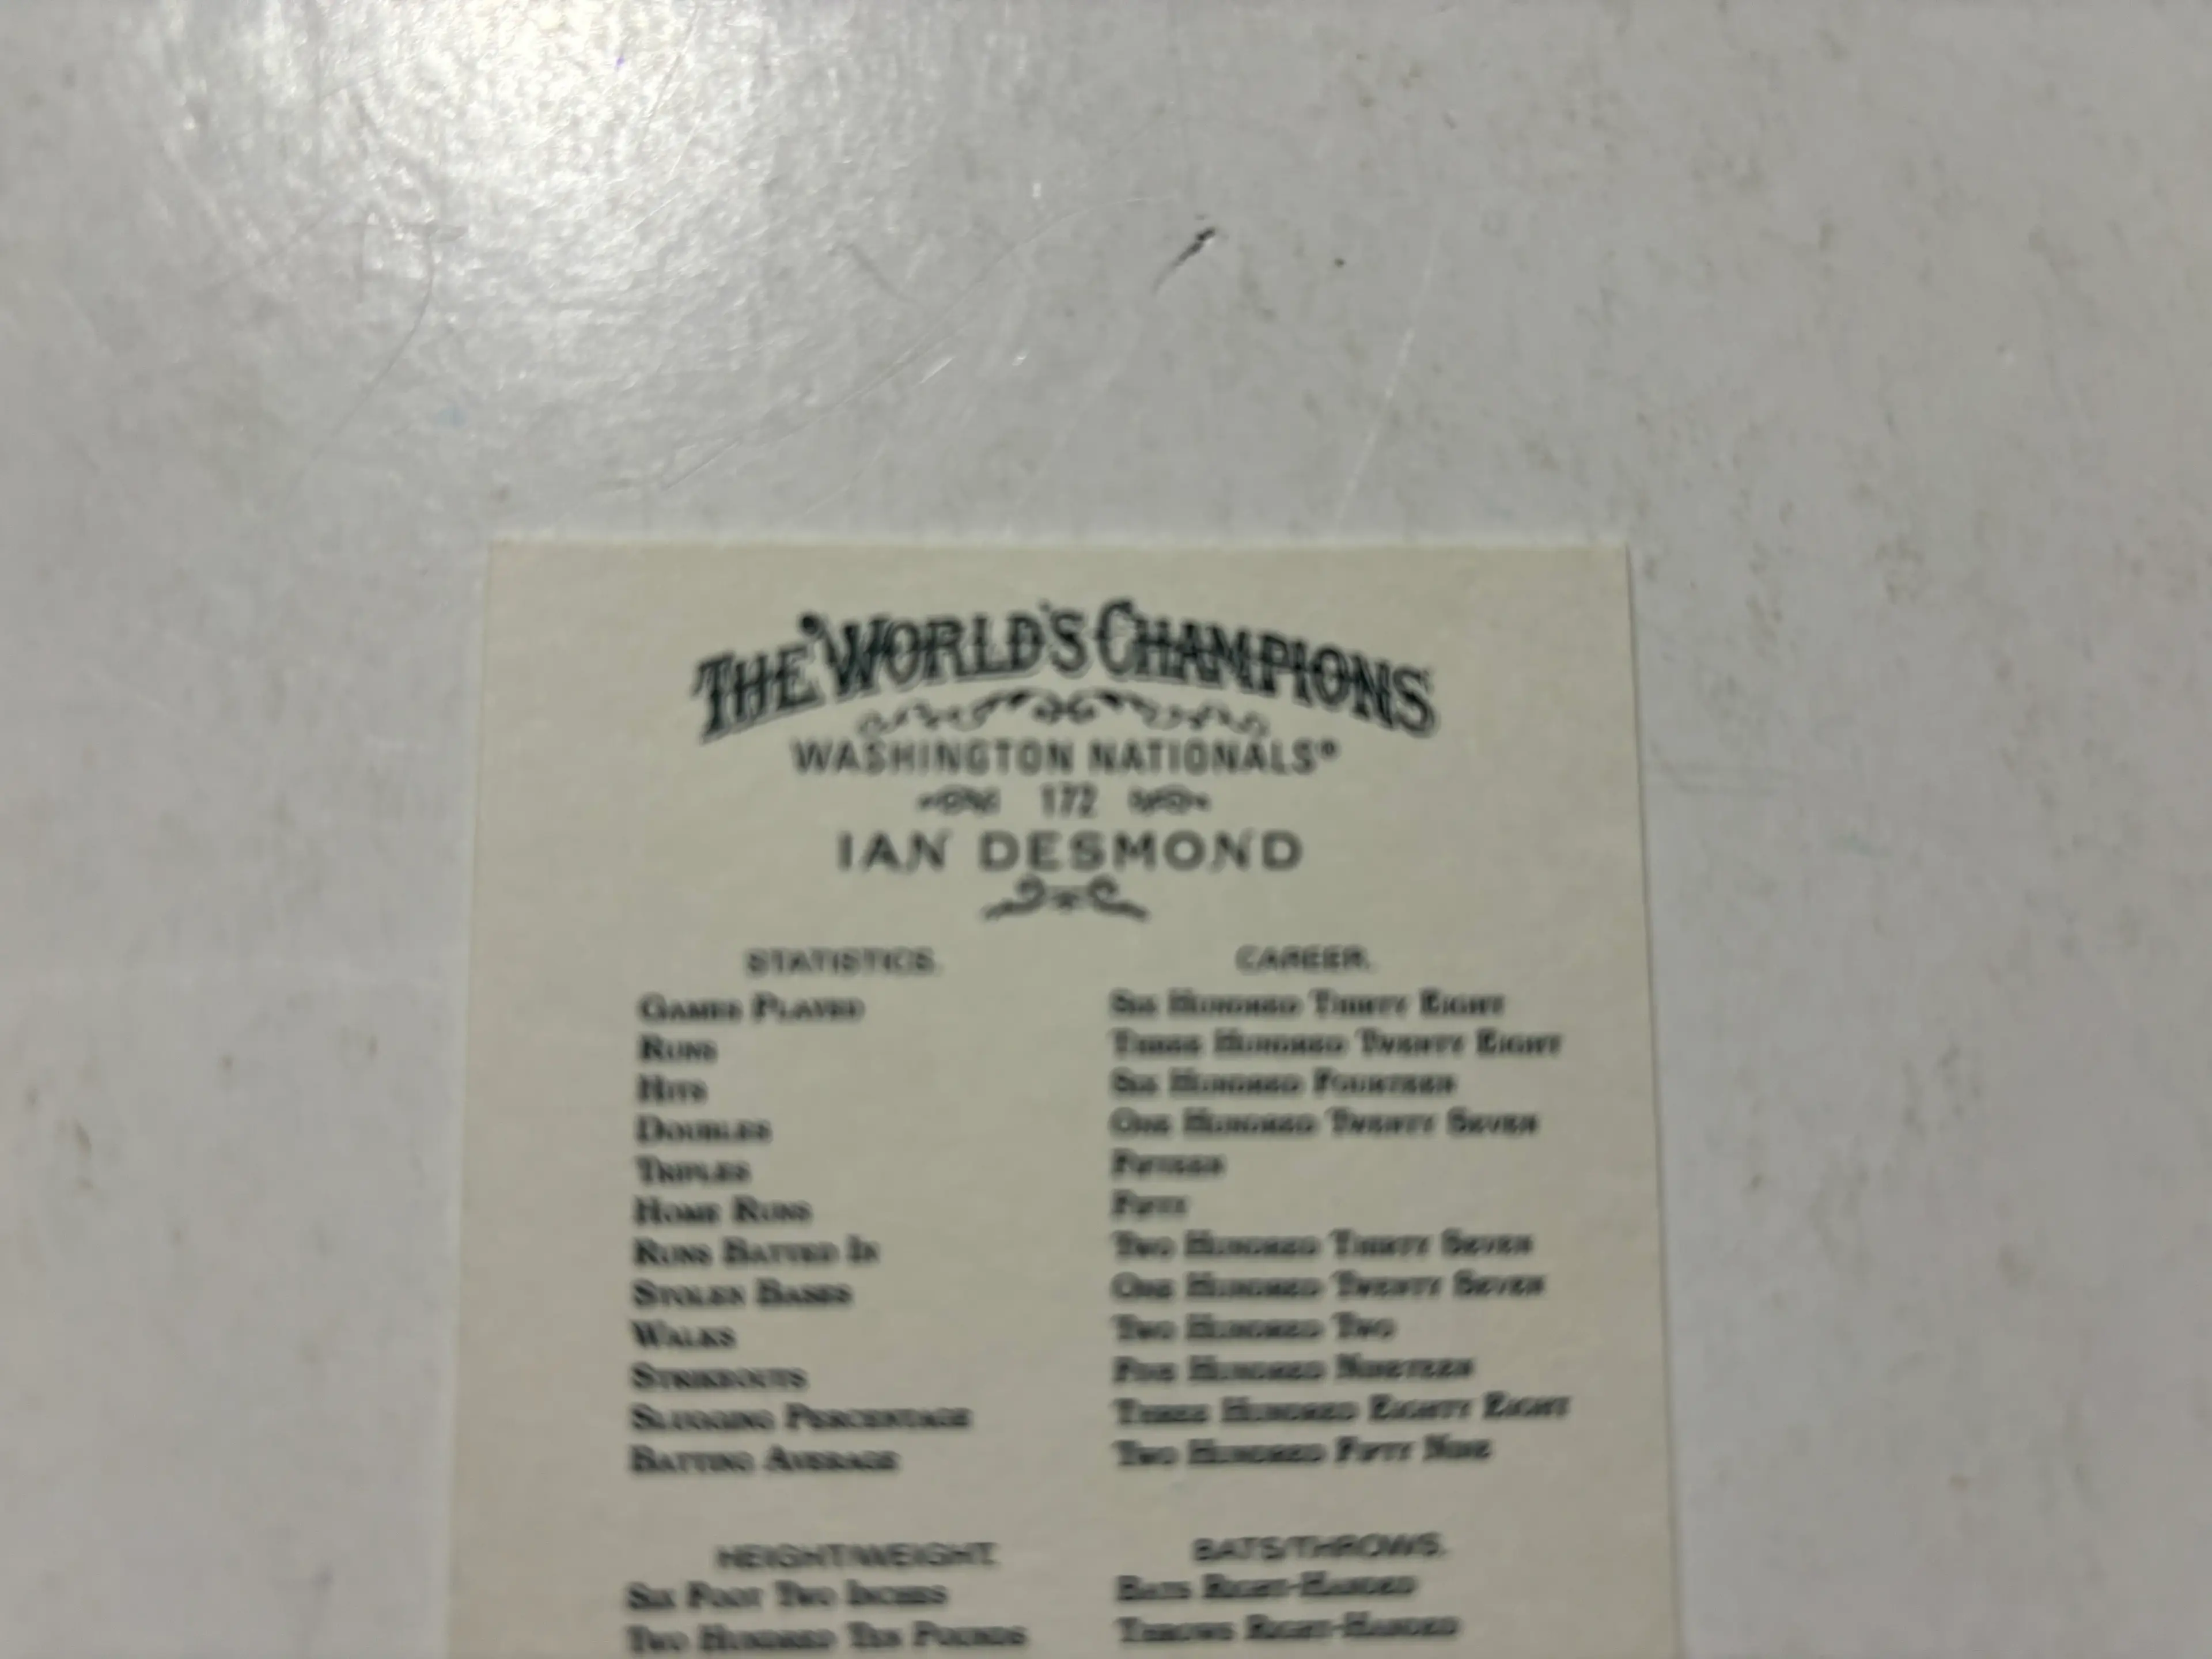 THE WORLD'S CHAMPIONS
WASHINGTON NATIONALS®
172
IAN DESMOND
STATISTICS. CAREER.
GAMES PLAYED SIX HUNDRED THIRTY EIGHT
RUNS THREE HUNDRED TWENTY EIGHT
HITS SIX HUNDRED FOURTEEN
DOUBLES ONE HUNDRED TWENTY SEVEN
TRIPLES FIFTEEN
HOME RUNS FIFTY
RUNS BATTED IN TWO HUNDRED THIRTY SEVEN
STOLEN BASES ONE HUNDRED TWENTY SEVEN
WALKS TWO HUNDRED TWO
STRIKEOUTS FIVE HUNDRED NINETEEN
SLUGGING PERCENTAGE THREE HUNDRED EIGHTY EIGHT
BATTING AVERAGE TWO HUNDRED FIFTY NINE
HEIGHT/WEIGHT. BATS/THROWS.
SIX FOOT TWO INCHES BATS RIGHT-HANDED
TWO HUNDRED TEN POUNDS THROWS RIGHT-HANDED